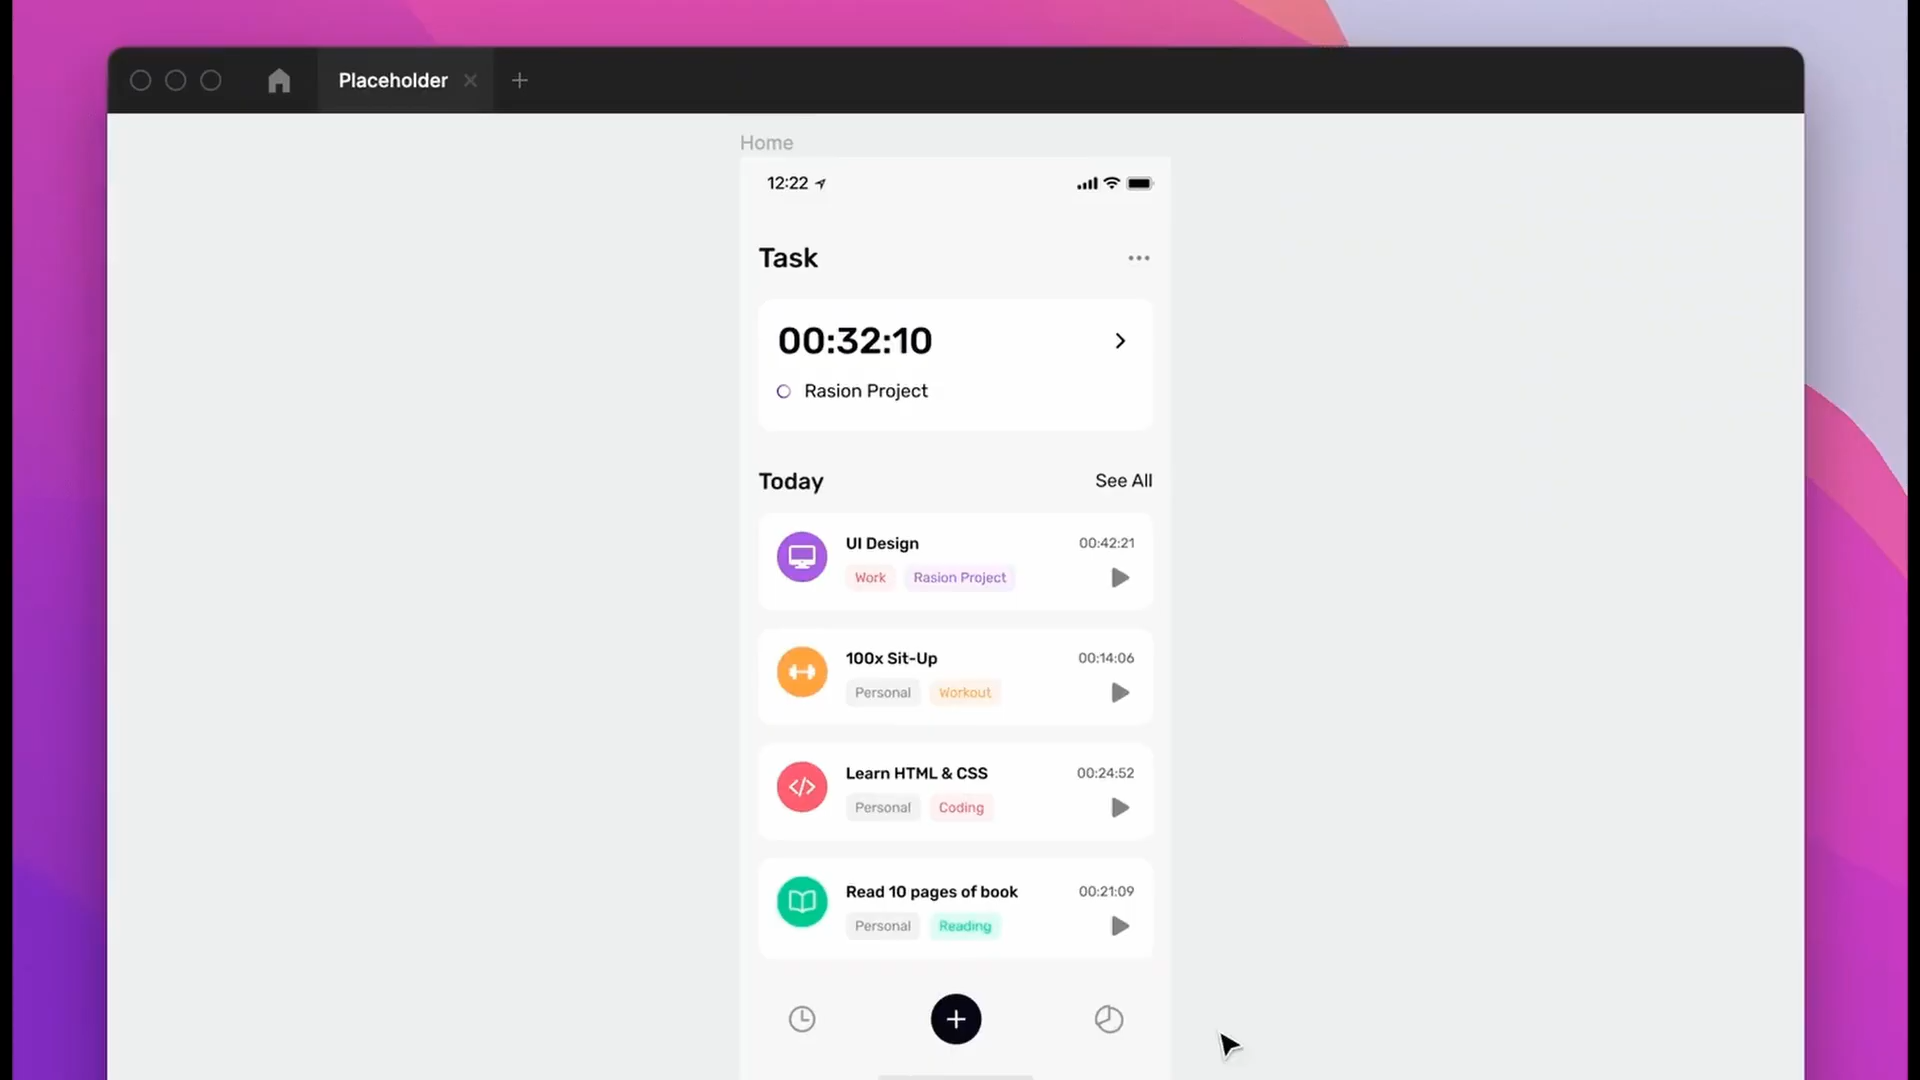 Placeholder
Home
12:22
Task
00:32:10
Rasion Project
Today See All
UI Design 00:42:21
Work Rasion Project
100x Sit-Up 00:14:06
Personal Workout
Learn HTML & CSS 00:24:52
Personal Coding
Read 10 pages of book 00:21:09
Personal Reading